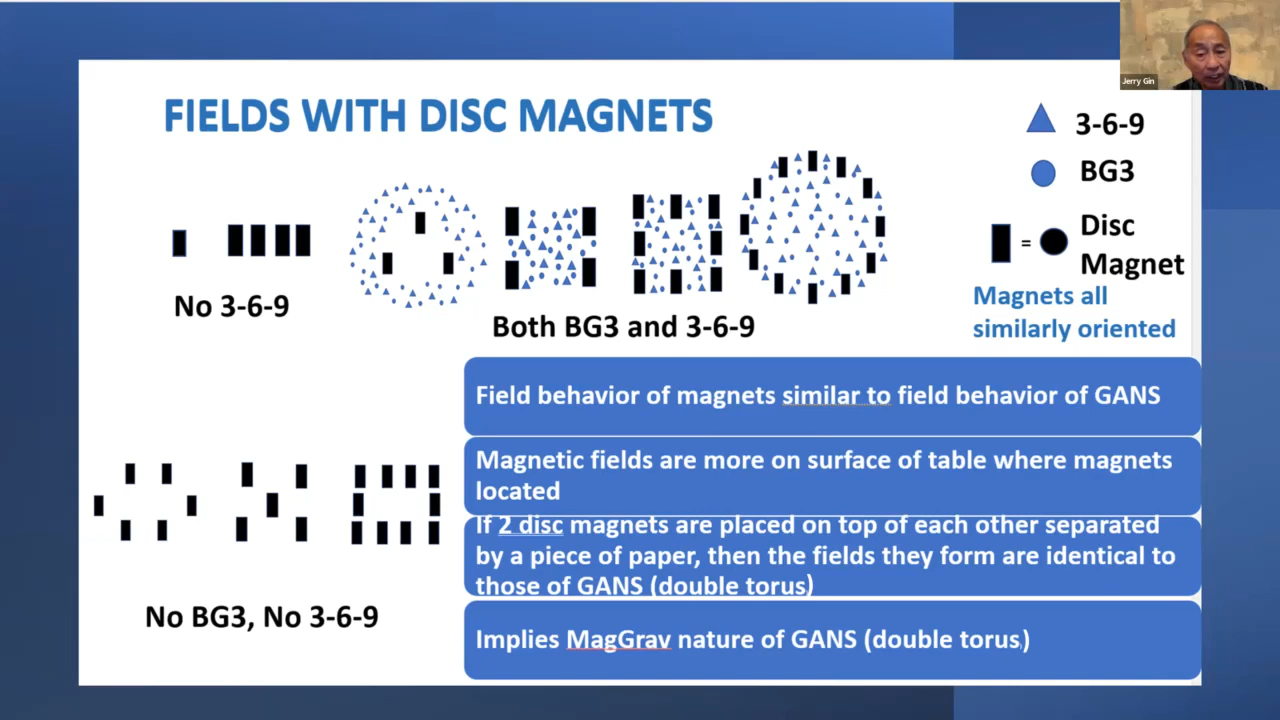 Jerry Gin
FIELDS WITH DISC MAGNETS
3-6-9
BG3
= Disc
Magnet
Magnets all
similarly oriented
No 3-6-9
Both BG3 and 3-6-9
Field behavior of magnets similar to field behavior of GANS
Magnetic fields are more on surface of table where magnets
located
If 2 disc magnets are placed on top of each other separated
by a piece of paper, then the fields they form are identical to
those of GANS (double torus)
Implies MagGrav nature of GANS (double torus)
No BG3, No 3-6-9